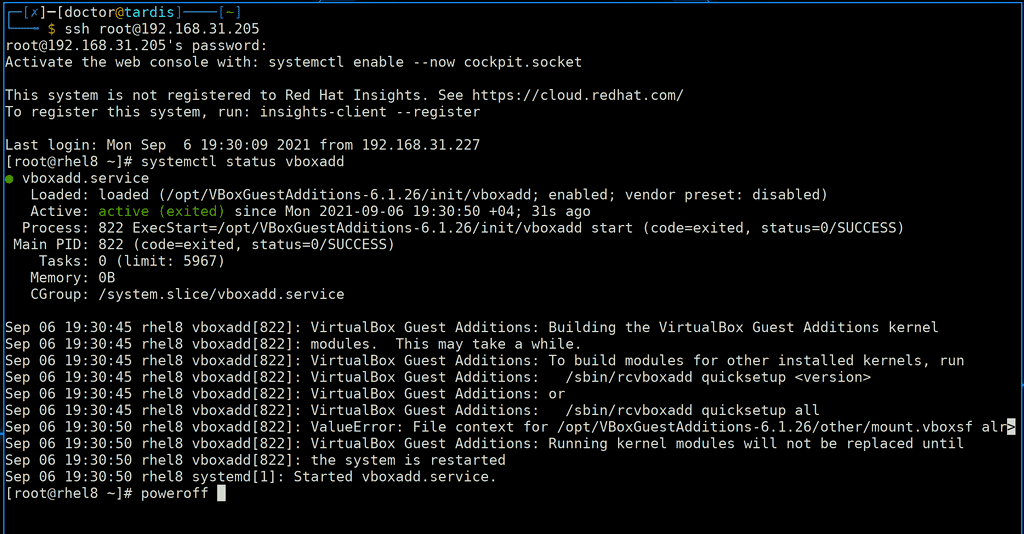 ┌─[✗]─[doctor@tardis]────[~]
└──╼ $ ssh root@192.168.31.205
root@192.168.31.205's password:
Activate the web console with: systemctl enable --now cockpit.socket

This system is not registered to Red Hat Insights. See https://cloud.redhat.com/
To register this system, run: insights-client --register

Last login: Mon Sep  6 19:30:09 2021 from 192.168.31.227
[root@rhel8 ~]# systemctl status vboxadd
● vboxadd.service
   Loaded: loaded (/opt/VBoxGuestAdditions-6.1.26/init/vboxadd; enabled; vendor preset: disabled)
   Active: active (exited) since Mon 2021-09-06 19:30:50 +04; 31s ago
  Process: 822 ExecStart=/opt/VBoxGuestAdditions-6.1.26/init/vboxadd start (code=exited, status=0/SUCCESS)
 Main PID: 822 (code=exited, status=0/SUCCESS)
    Tasks: 0 (limit: 5967)
   Memory: 0B
   CGroup: /system.slice/vboxadd.service

Sep 06 19:30:45 rhel8 vboxadd[822]: VirtualBox Guest Additions: Building the VirtualBox Guest Additions kernel
Sep 06 19:30:45 rhel8 vboxadd[822]: modules.  This may take a while.
Sep 06 19:30:45 rhel8 vboxadd[822]: VirtualBox Guest Additions: To build modules for other installed kernels, run
Sep 06 19:30:45 rhel8 vboxadd[822]: VirtualBox Guest Additions:   /sbin/rcvboxadd quicksetup <version>
Sep 06 19:30:45 rhel8 vboxadd[822]: VirtualBox Guest Additions: or
Sep 06 19:30:45 rhel8 vboxadd[822]: VirtualBox Guest Additions:   /sbin/rcvboxadd quicksetup all
Sep 06 19:30:50 rhel8 vboxadd[822]: ValueError: File context for /opt/VBoxGuestAdditions-6.1.26/other/mount.vboxsf alr>
Sep 06 19:30:50 rhel8 vboxadd[822]: VirtualBox Guest Additions: Running kernel modules will not be replaced until
Sep 06 19:30:50 rhel8 vboxadd[822]: the system is restarted
Sep 06 19:30:50 rhel8 systemd[1]: Started vboxadd.service.
[root@rhel8 ~]# poweroff